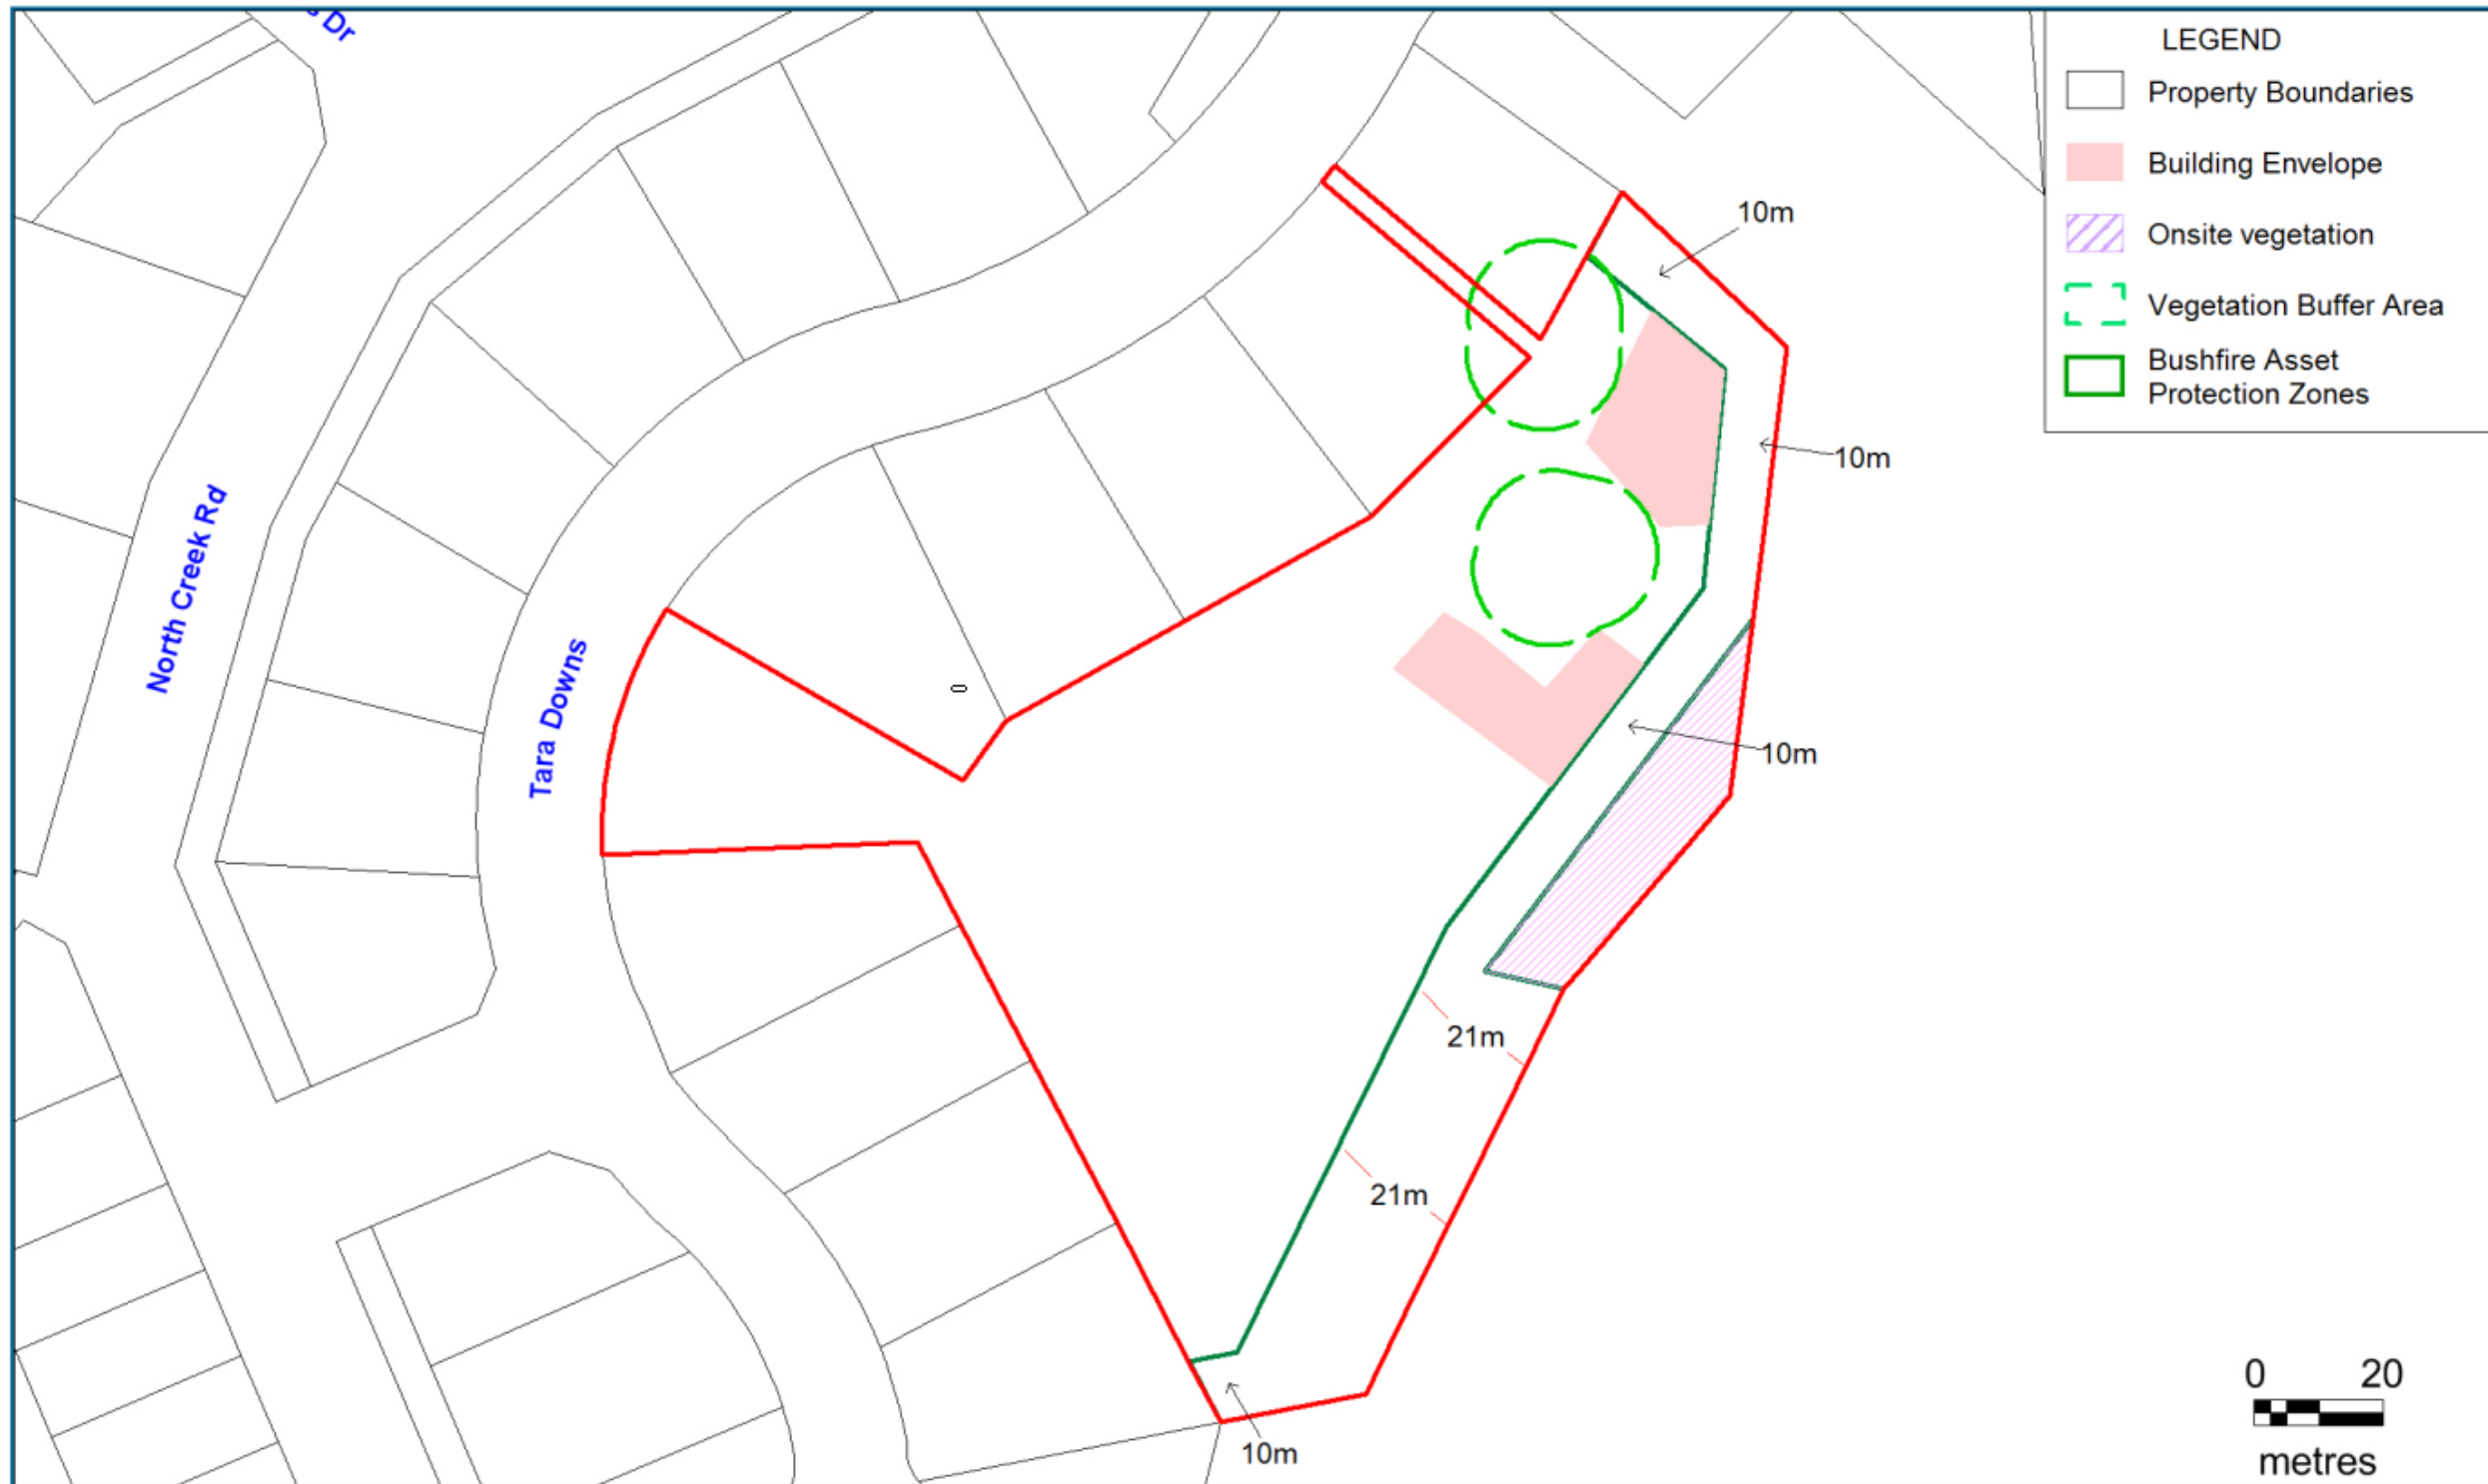 Dr
LEGEND
Property Boundaries
Building Envelope
Onsite vegetation
Vegetation Buffer Area
Bushfire Asset
Protection Zones
10m
10m
North Creek Rd
Tara Downs
10m
21m
21m
10m
0 20
metres